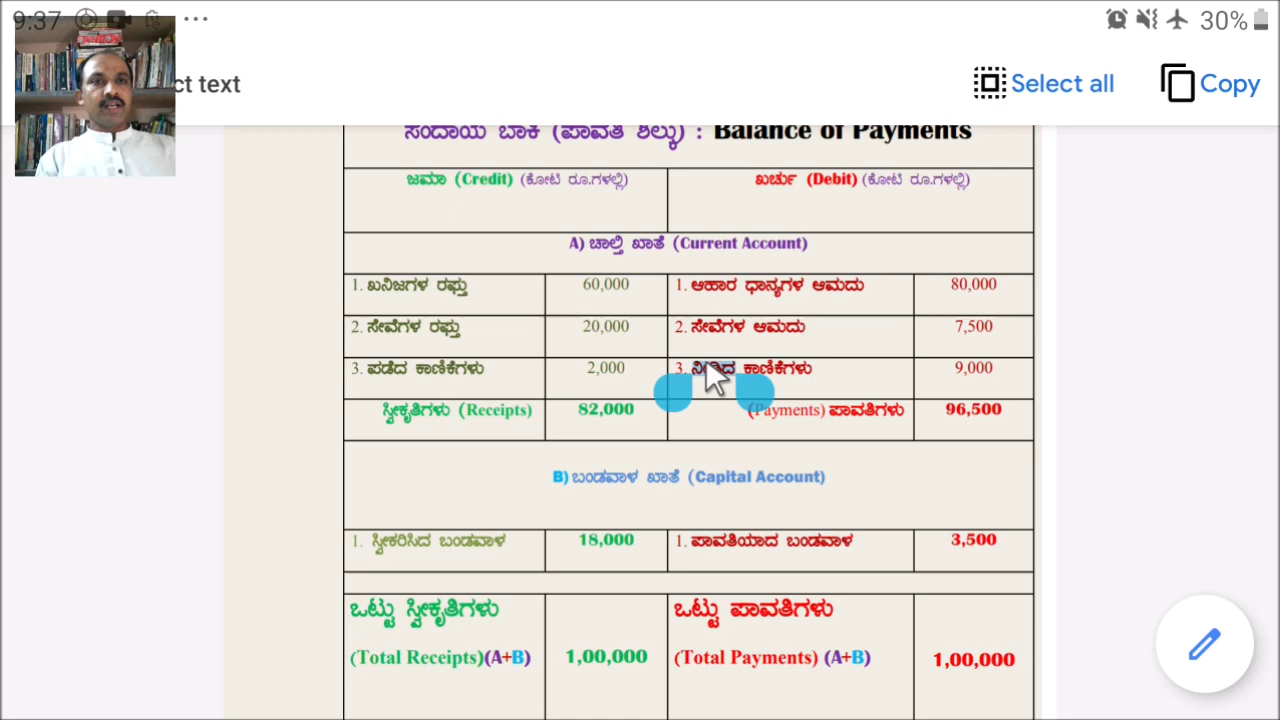 9:37
30%
ct text
Select all
Copy
ಸಂದಾಯ ಬಾಕಿ (ಪಾವತಿ ಶಿಲ್ಕು) : Balance of Payments
ಜಮಾ (Credit) (ಕೋಟಿ ರೂ.ಗಳಲ್ಲಿ) ಖರ್ಚು (Debit) (ಕೋಟಿ ರೂ.ಗಳಲ್ಲಿ)
A) ಚಾಲ್ತಿ ಖಾತೆ (Current Account)
1. ಖನಿಜಗಳ ರಫ್ತು 60,000 1. ಆಹಾರ ಧಾನ್ಯಗಳ ಆಮದು 80,000
2. ಸೇವೆಗಳ ರಫ್ತು 20,000 2. ಸೇವೆಗಳ ಆಮದು 7,500
3. ಪಡೆದ ಕಾಣಿಕೆಗಳು 2,000 3. ನೀಡಿದ ಕಾಣಿಕೆಗಳು 9,000
ಸ್ವೀಕೃತಿಗಳು (Receipts) 82,000 (Payments) ಪಾವತಿಗಳು 96,500
B) ಬಂಡವಾಳ ಖಾತೆ (Capital Account)
1. ಸ್ವೀಕರಿಸಿದ ಬಂಡವಾಳ 18,000 1. ಪಾವತಿಯಾದ ಬಂಡವಾಳ 3,500
ಒಟ್ಟು ಸ್ವೀಕೃತಿಗಳು ಒಟ್ಟು ಪಾವತಿಗಳು
(Total Receipts)(A+B) 1,00,000 (Total Payments) (A+B) 1,00,000